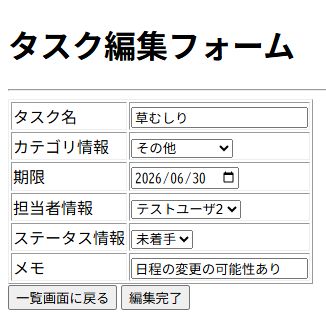 タスク編集フォーム
タスク名 草むしり
カテゴリ情報 その他
期限 2026/06/30
担当者情報 テストユーザ2
ステータス情報 未着手
メモ 日程の変更の可能性あり
一覧画面に戻る 編集完了